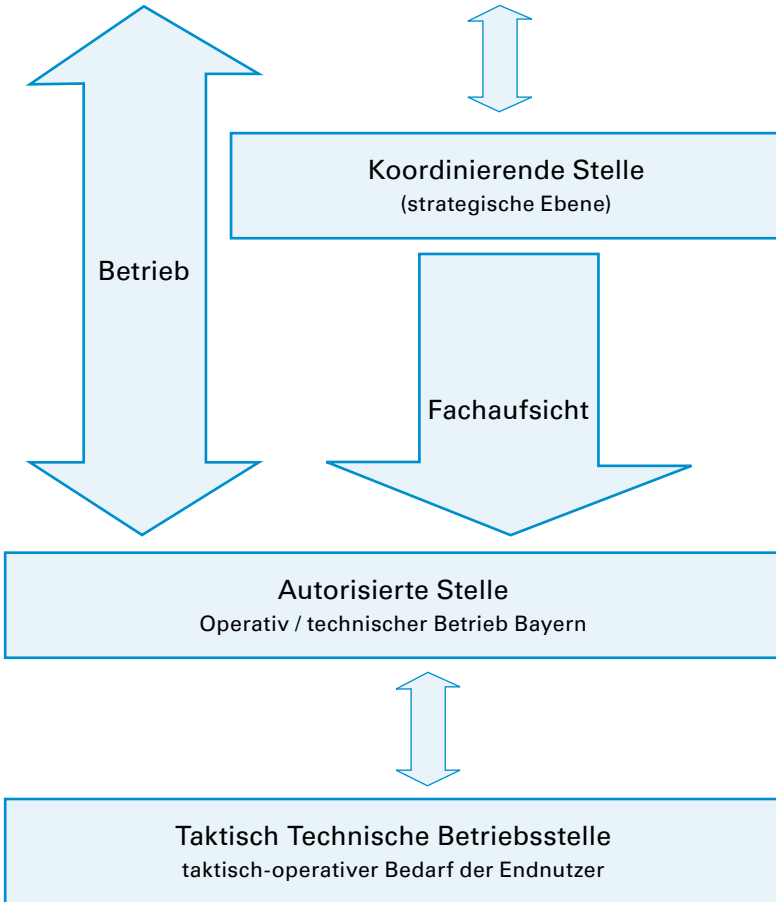 Koordinierende Stelle
(strategische Ebene)
Betrieb
Fachaufsicht
Autorisierte Stelle
Operativ / technischer Betrieb Bayern
Taktisch Technische Betriebsstelle
taktisch-operativer Bedarf der Endnutzer